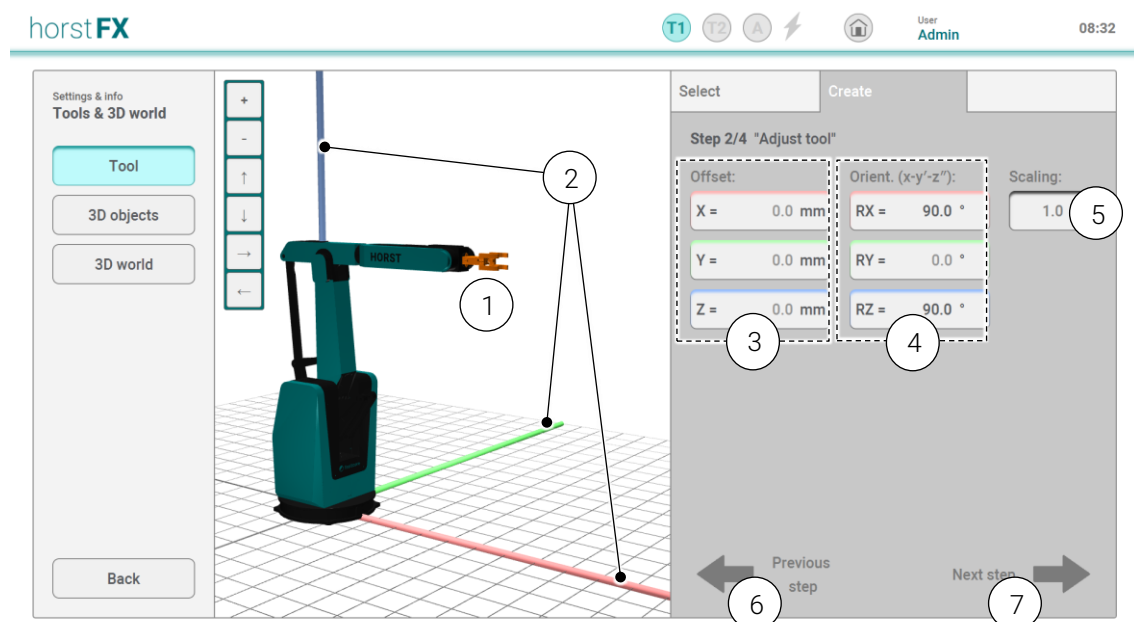 horstFX
T1 T2 A
User
Admin
08:32
Settings & info
Tools & 3D world
Tool
3D objects
3D world
Back
+
-
↑
↓
→
←
HORST
1
2
Select
Create
Step 2/4 "Adjust tool"
Offset:
Orient. (x-y'-z''):
Scaling:
X = 0.0 mm
RX = 90.0 °
1.0
5
Y = 0.0 mm
RY = 0.0 °
Z = 0.0 mm
RZ = 90.0 °
3
4
Previous
step
Next step
6
7